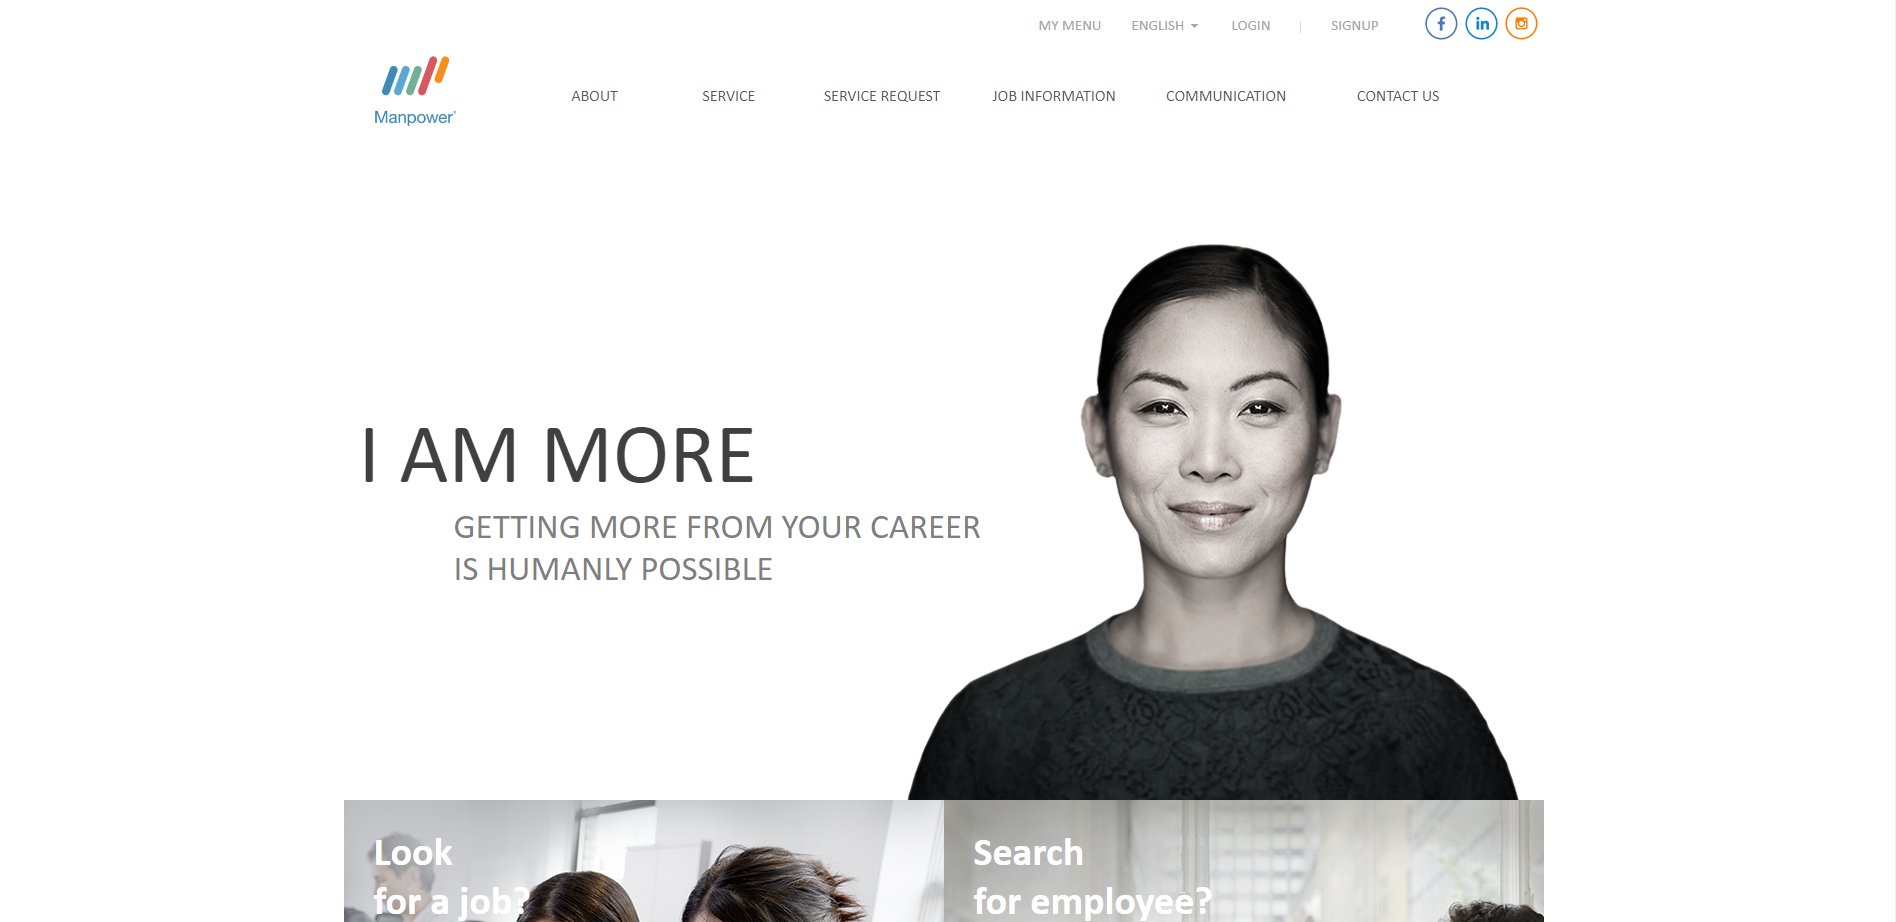 MY MENU ENGLISH LOGIN | SIGNUP
Manpower®
ABOUT SERVICE SERVICE REQUEST JOB INFORMATION COMMUNICATION CONTACT US
I AM MORE
GETTING MORE FROM YOUR CAREER
IS HUMANLY POSSIBLE
Look
for a job?
Search
for employee?